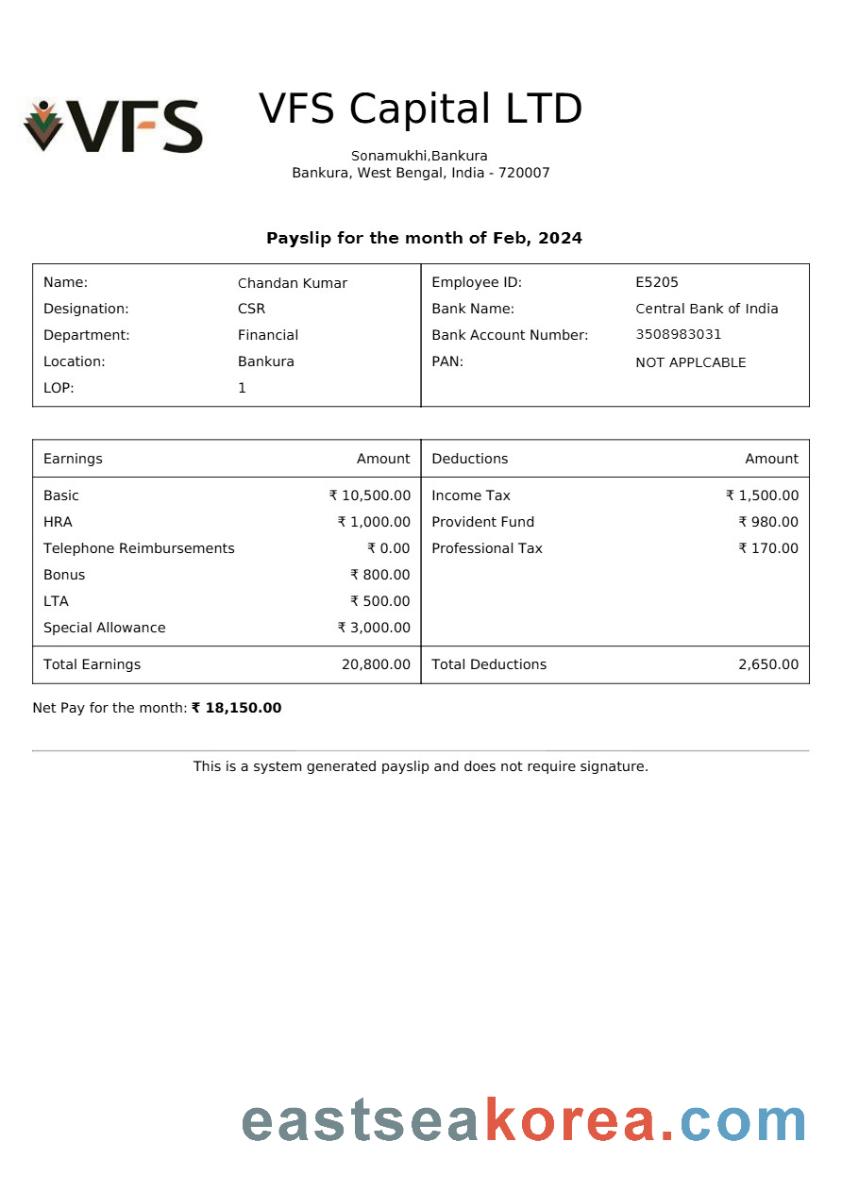 VFS
VFS Capital LTD
Sonamukhi,Bankura
Bankura, West Bengal, India - 720007
Payslip for the month of Feb, 2024
Name: Chandan Kumar Employee ID: E5205
Designation: CSR Bank Name: Central Bank of India
Department: Financial Bank Account Number: 3508983031
Location: Bankura PAN: NOT APPLCABLE
LOP: 1
Earnings Amount Deductions Amount
Basic ₹ 10,500.00 Income Tax ₹ 1,500.00
HRA ₹ 1,000.00 Provident Fund ₹ 980.00
Telephone Reimbursements ₹ 0.00 Professional Tax ₹ 170.00
Bonus ₹ 800.00
LTA ₹ 500.00
Special Allowance ₹ 3,000.00
Total Earnings 20,800.00 Total Deductions 2,650.00
Net Pay for the month: ₹ 18,150.00
This is a system generated payslip and does not require signature.
eastseakorea.com